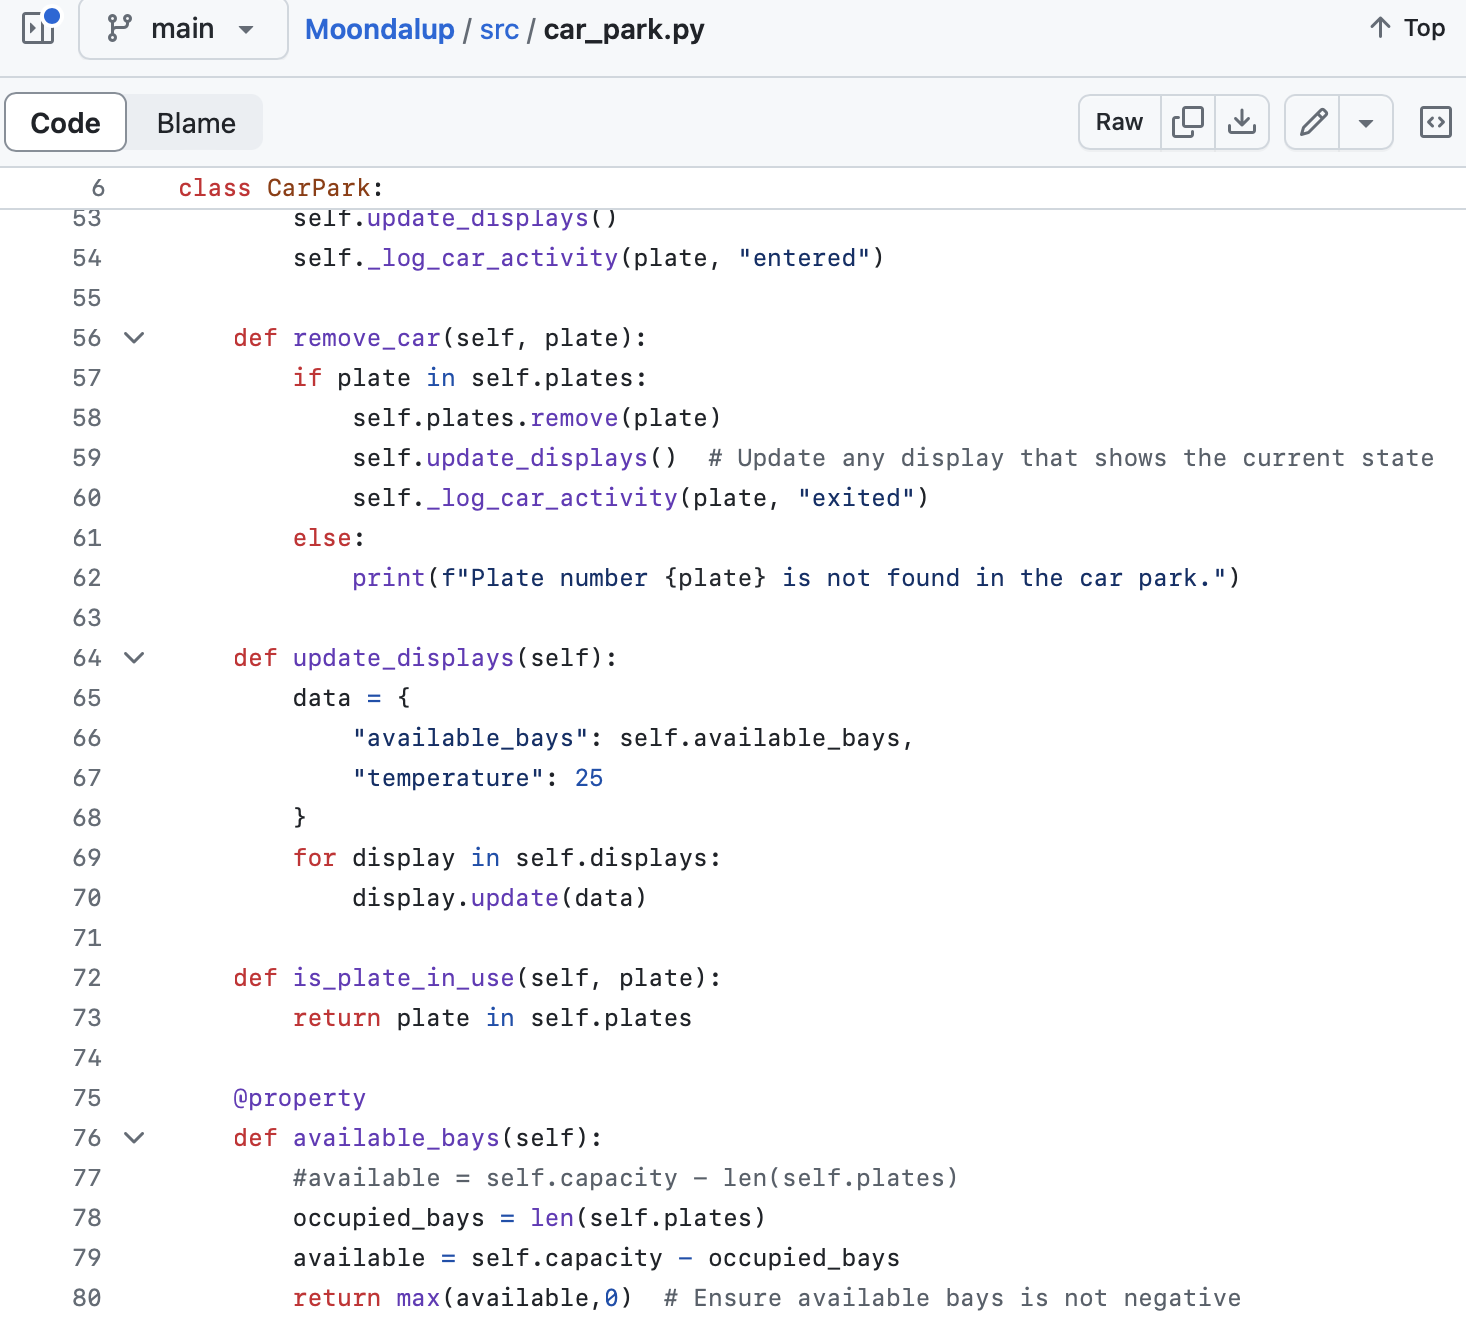 main
Moondalup / src / car_park.py
Top
Code Blame
Raw
6 class CarPark:
53         self.update_displays()
54         self._log_car_activity(plate, "entered")
55
56     def remove_car(self, plate):
57         if plate in self.plates:
58             self.plates.remove(plate)
59             self.update_displays()  # Update any display that shows the current state
60             self._log_car_activity(plate, "exited")
61         else:
62             print(f"Plate number {plate} is not found in the car park.")
63
64     def update_displays(self):
65         data = {
66             "available_bays": self.available_bays,
67             "temperature": 25
68         }
69         for display in self.displays:
70             display.update(data)
71
72     def is_plate_in_use(self, plate):
73         return plate in self.plates
74
75     @property
76     def available_bays(self):
77         #available = self.capacity - len(self.plates)
78         occupied_bays = len(self.plates)
79         available = self.capacity - occupied_bays
80         return max(available,0)  # Ensure available bays is not negative